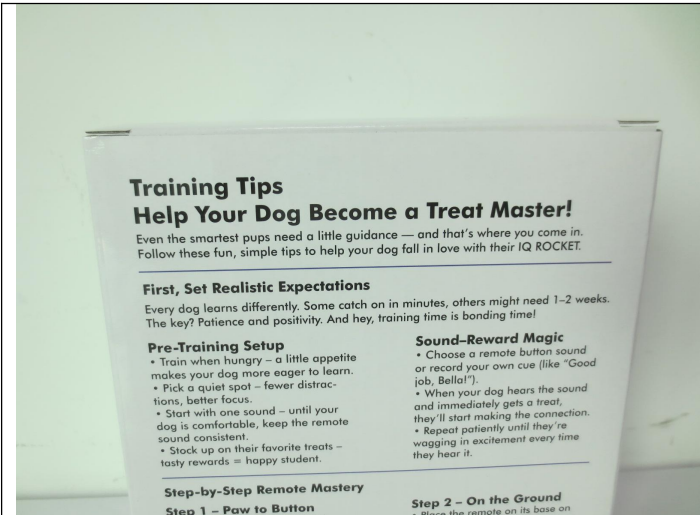 Training Tips
Help Your Dog Become a Treat Master!
Even the smartest pups need a little guidance — and that's where you come in.
Follow these fun, simple tips to help your dog fall in love with their IQ ROCKET.
First, Set Realistic Expectations
Every dog learns differently. Some catch on in minutes, others might need 1–2 weeks.
The key? Patience and positivity. And hey, training time is bonding time!
Pre-Training Setup
• Train when hungry – a little appetite
makes your dog more eager to learn.
• Pick a quiet spot – fewer distrac-
tions, better focus.
• Start with one sound – until your
dog is comfortable, keep the remote
sound consistent.
• Stock up on their favorite treats –
tasty rewards = happy student.
Sound–Reward Magic
• Choose a remote button sound
or record your own cue (like "Good
job, Bella!").
• When your dog hears the sound
and immediately gets a treat,
they'll start making the connection.
• Repeat patiently until they're
wagging in excitement every time
they hear it.
Step-by-Step Remote Mastery
Step 1 – Paw to Button
Step 2 – On the Ground
• Place the remote on its base on